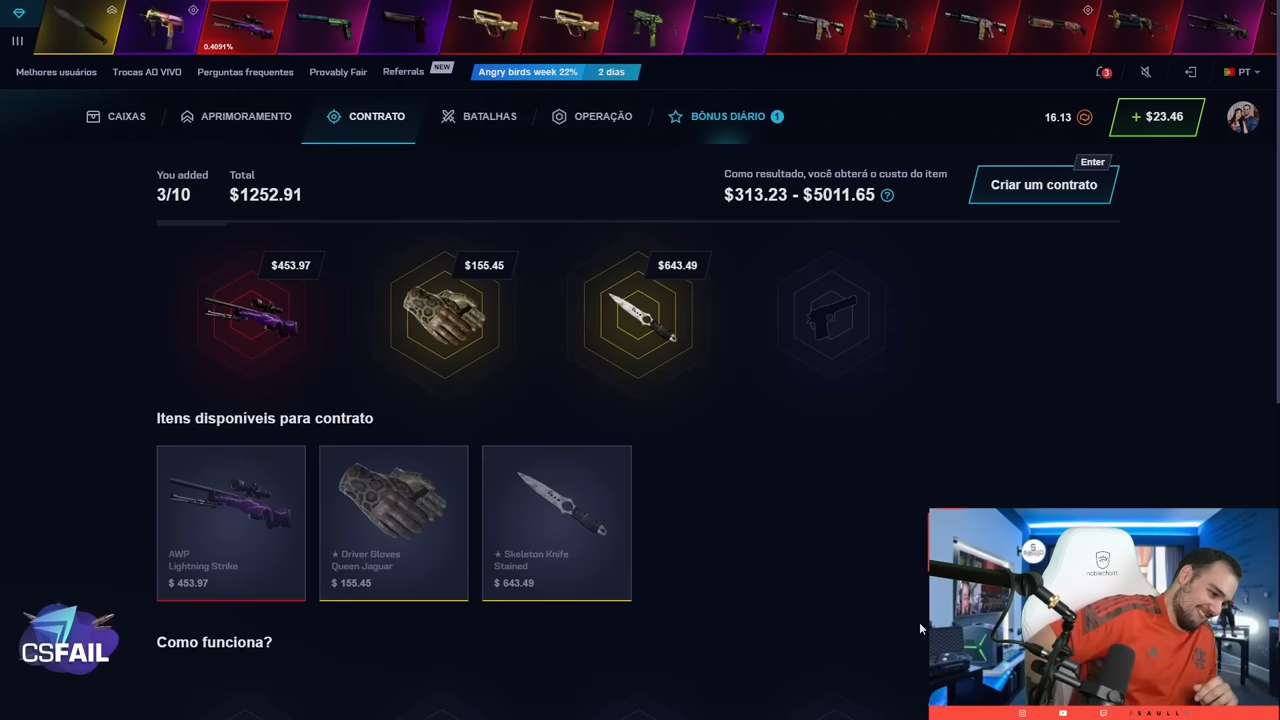 0.4091%
Melhores usuários
Trocas AO VIVO
Perguntas frequentes
Provably Fair
Referrals
NEW
Angry birds week 22%
2 dias
3
PT
CAIXAS
APRIMORAMENTO
CONTRATO
BATALHAS
OPERAÇÃO
BÔNUS DIÁRIO
1
16.13
+ $23.46
You added
3/10
Total
$1252.91
Como resultado, você obterá o custo do item
$313.23 - $5011.65
?
Enter
Criar um contrato
$453.97
$155.45
$643.49
Itens disponíveis para contrato
AWP
Lightning Strike
$ 453.97
★ Driver Gloves
Queen Jaguar
$ 155.45
★ Skeleton Knife
Stained
$ 643.49
noblechairs
CSFAIL
Como funciona?
/SAULL